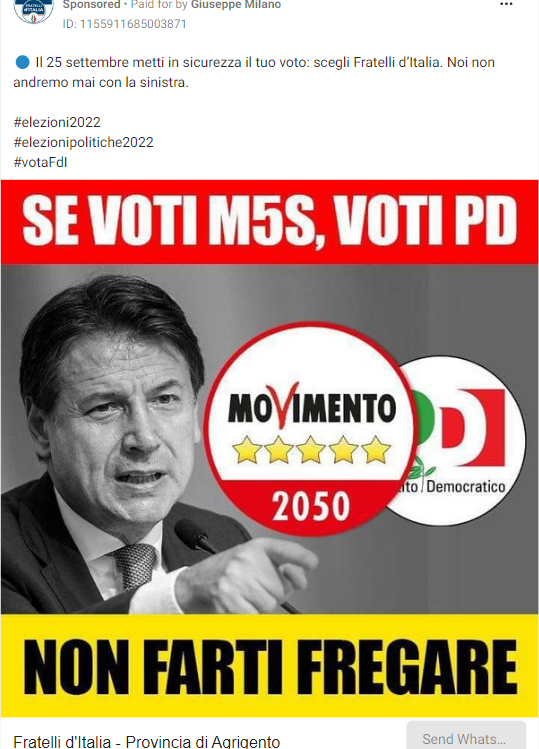 Sponsored • Paid for by Giuseppe Milano
ID: 1155911685003871
Il 25 settembre metti in sicurezza il tuo voto: scegli Fratelli d'Italia. Noi non
andremo mai con la sinistra.
#elezioni2022
#elezionipolitiche2022
#votaFdI
SE VOTI M5S, VOTI PD
MOVIMENTO
2050
PD
ito Democratico
NON FARTI FREGARE
Fratelli d'Italia - Provincia di Agrigento
Send Whats...